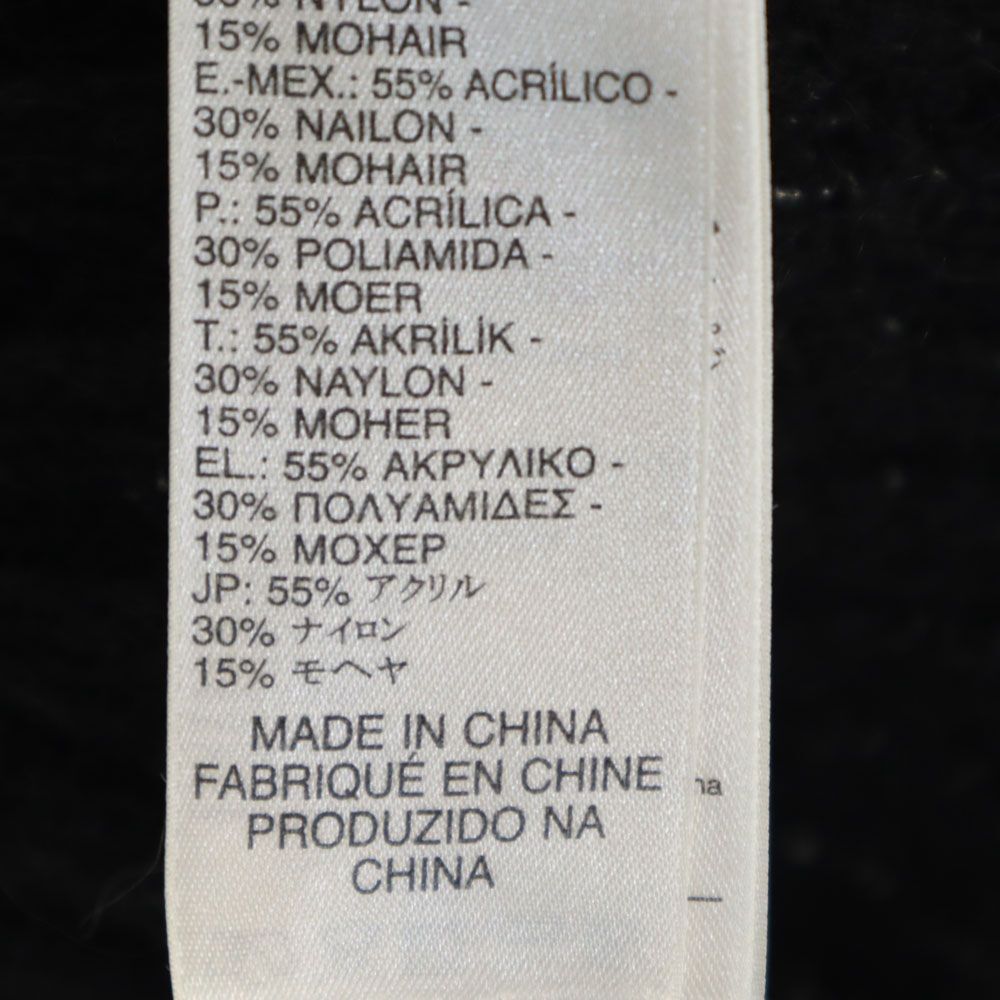 30% NYLON -
15% MOHAIR
E.-MEX.: 55% ACRÍLICO -
30% NAILON -
15% MOHAIR
P.: 55% ACRÍLICA -
30% POLIAMIDA -
15% MOER
T.: 55% AKRİLİK -
30% NAYLON -
15% MOHER
EL.: 55% ΑΚΡΥΛΙΚΟ -
30% ΠΟΛΥΑΜΙΔΕΣ -
15% ΜΟΧΕΡ
JP: 55% アクリル
30% ナイロン
15% モヘヤ
MADE IN CHINA
FABRIQUÉ EN CHINE
PRODUZIDO NA
CHINA